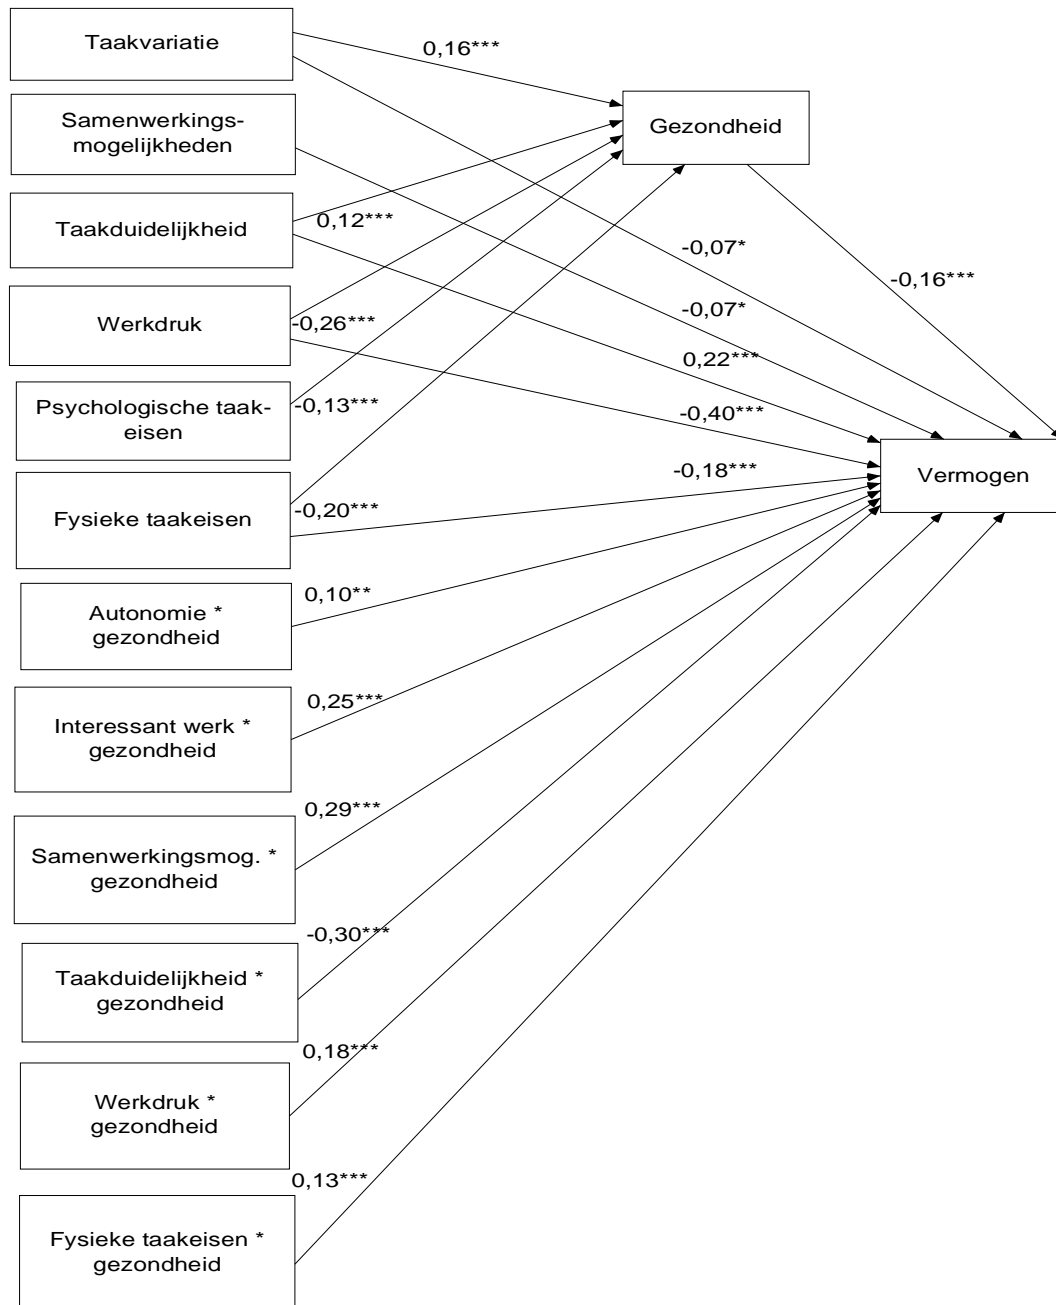 Taakvariatie
0,16***
Samenwerkings-
mogelijkheden
Gezondheid
Taakduidelijkheid
0,12***
-0,07*
-0,16***
Werkdruk
-0,26***
-0,07*
0,22***
Psychologische taak-
eisen
-0,13***
-0,40***
Vermogen
Fysieke taakeisen
-0,20***
-0,18***
Autonomie *
gezondheid
0,10**
Interessant werk *
gezondheid
0,25***
Samenwerkingsmog. *
gezondheid
0,29***
Taakduidelijkheid *
gezondheid
-0,30***
Werkdruk *
gezondheid
0,18***
Fysieke taakeisen *
gezondheid
0,13***